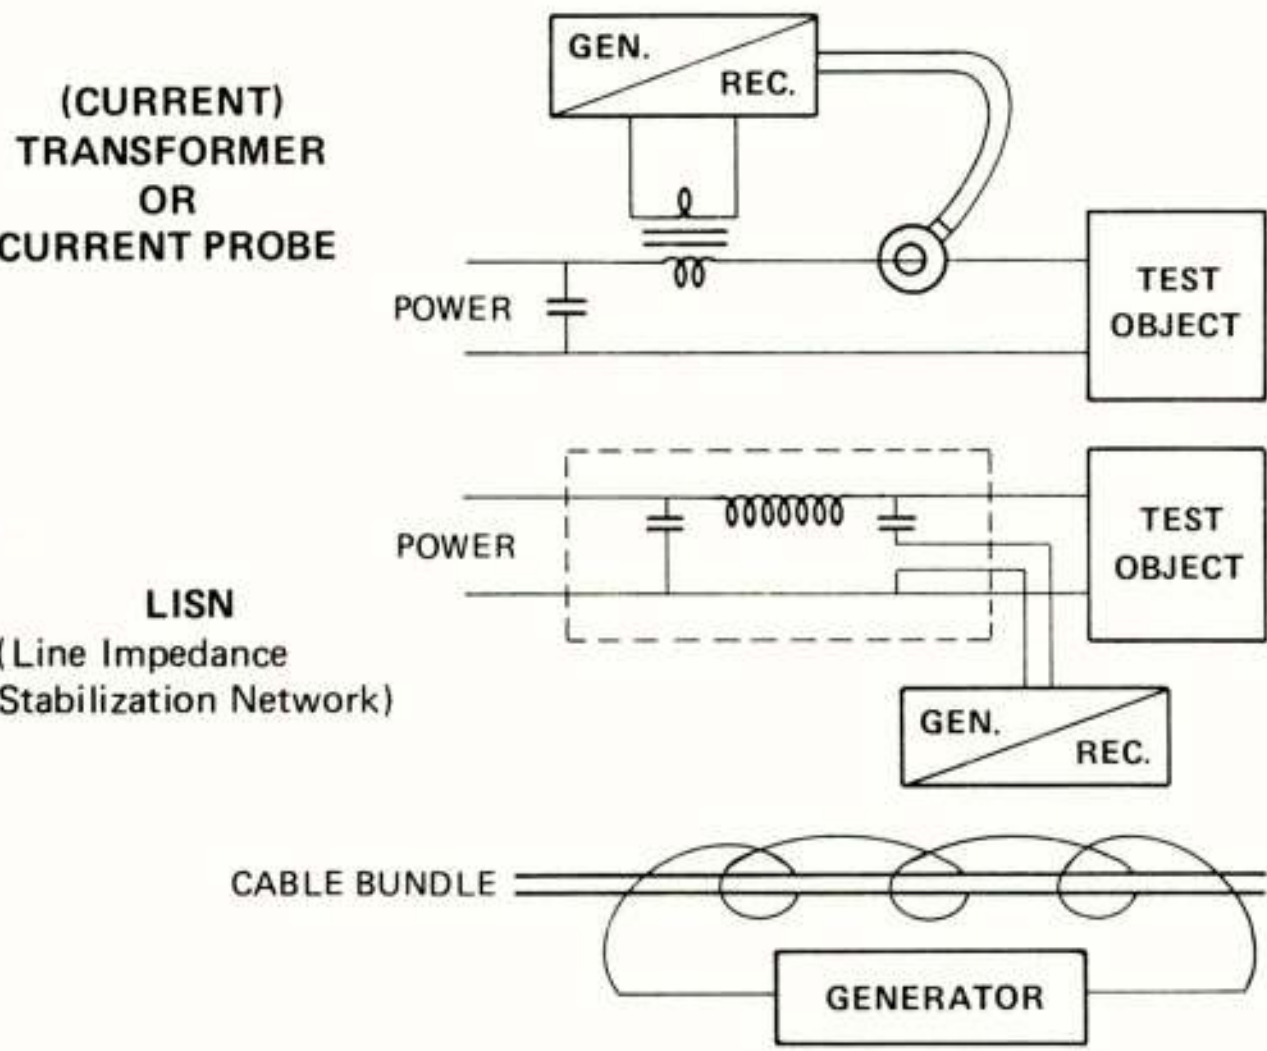 (CURRENT)
TRANSFORMER
OR
CURRENT PROBE
GEN.
REC.
POWER
TEST
OBJECT
LISN
(Line Impedance
Stabilization Network)
POWER
TEST
OBJECT
GEN.
REC.
CABLE BUNDLE
GENERATOR